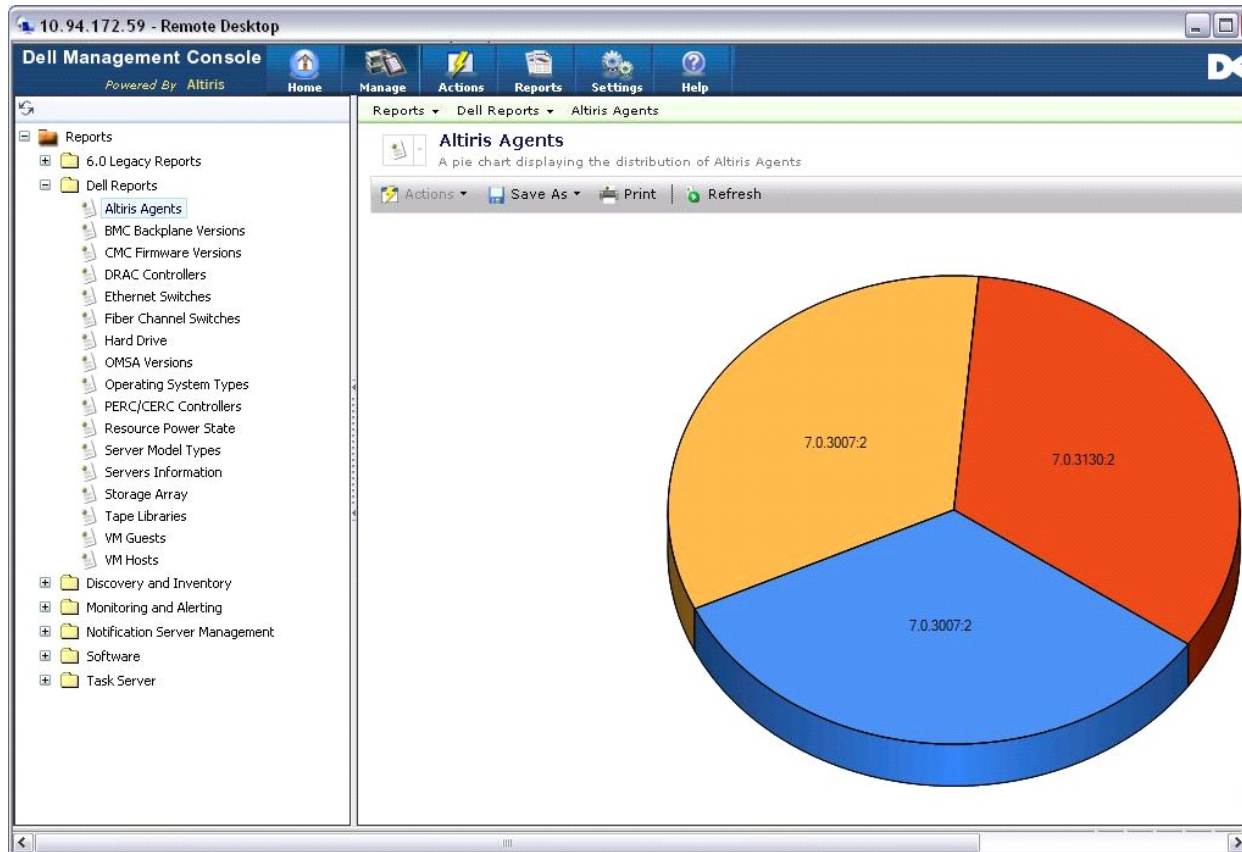 10.94.172.59 - Remote Desktop
Dell Management Console
Powered By Altiris
Home
Manage
Actions
Reports
Settings
Help
Reports Dell Reports Altiris Agents
Reports
6.0 Legacy Reports
Dell Reports
Altiris Agents
BMC Backplane Versions
CMC Firmware Versions
DRAC Controllers
Ethernet Switches
Fiber Channel Switches
Hard Drive
OMSA Versions
Operating System Types
PERC/CERC Controllers
Resource Power State
Server Model Types
Servers Information
Storage Array
Tape Libraries
VM Guests
VM Hosts
Discovery and Inventory
Monitoring and Alerting
Notification Server Management
Software
Task Server
Altiris Agents
A pie chart displaying the distribution of Altiris Agents
Actions Save As Print Refresh
7.0.3007:2
7.0.3130:2
7.0.3007:2